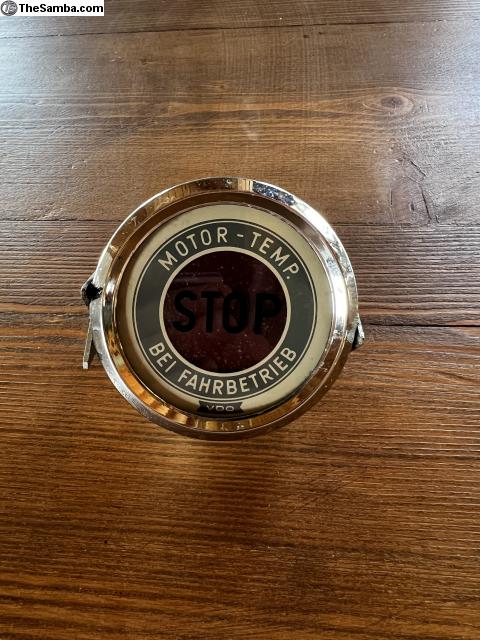 TheSamba.com
MOTOR-TEMP.
STOP
BEI FAHRBETRIEB
VDO